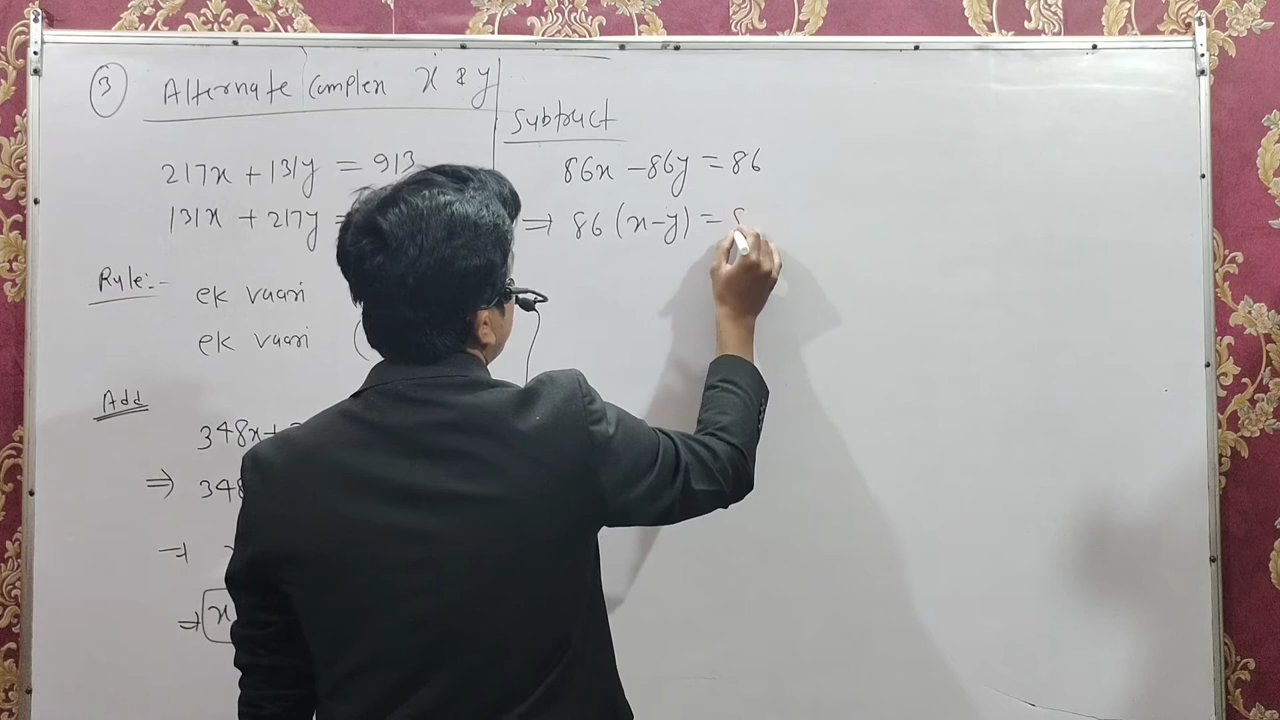 3 Alternate Complex x & y
217x + 131y = 913
131x + 217y =
Rule:-
ek vaari
ek vaari (
Add
348x+
⇒ 348
⇒
⇒ x
Subtract
86x - 86y = 86
⇒ 86 (x-y) = 8